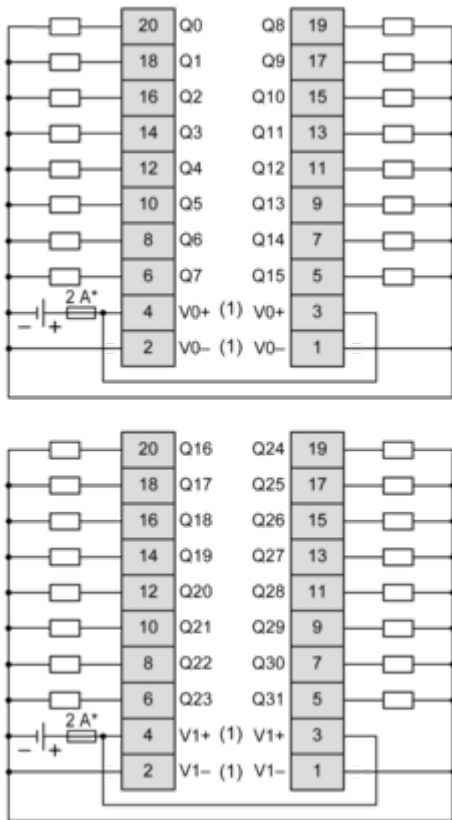 20 Q0 Q8 19
18 Q1 Q9 17
16 Q2 Q10 15
14 Q3 Q11 13
12 Q4 Q12 11
10 Q5 Q13 9
8 Q6 Q14 7
6 Q7 Q15 5
− + 2 A* 4 V0+ (1) V0+ 3
2 V0– (1) V0– 1
20 Q16 Q24 19
18 Q17 Q25 17
16 Q18 Q26 15
14 Q19 Q27 13
12 Q20 Q28 11
10 Q21 Q29 9
8 Q22 Q30 7
6 Q23 Q31 5
− + 2 A* 4 V1+ (1) V1+ 3
2 V1– (1) V1– 1